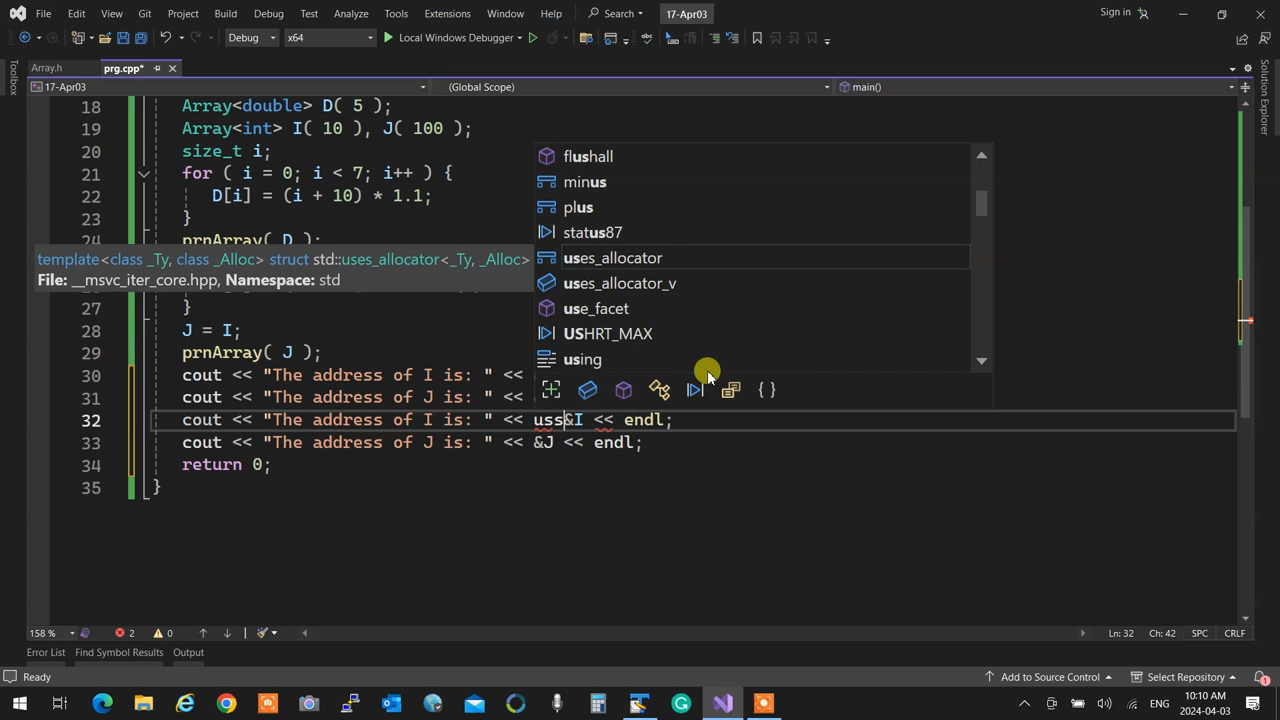 File Edit View Git Project Build Debug Test Analyze Tools Extensions Window Help Search 17-Apr03 Sign in
Debug x64 Local Windows Debugger
Array.h prg.cpp*
17-Apr03 (Global Scope) main()
Toolbox
Solution Explorer
18 Array<double> D( 5 );
19 Array<int> I( 10 ), J( 100 );
20 size_t i;
21 for ( i = 0; i < 7; i++ ) {
22 D[i] = (i + 10) * 1.1;
23 }
24 prnArray( D );
template<class _Ty, class _Alloc> struct std::uses_allocator<_Ty, _Alloc>
File: __msvc_iter_core.hpp, Namespace: std
27 }
28 J = I;
29 prnArray( J );
30 cout << "The address of I is: " <<
31 cout << "The address of J is: " <<
32 cout << "The address of I is: " << uss&I << endl;
33 cout << "The address of J is: " << &J << endl;
34 return 0;
35 }
flushall
minus
plus
status87
uses_allocator
uses_allocator_v
use_facet
USHRT_MAX
using
158 % 2 0 Ln: 32 Ch: 42 SPC CRLF
Error List Find Symbol Results Output
Ready Add to Source Control Select Repository 1
ENG 10:10 AM
2024-04-03